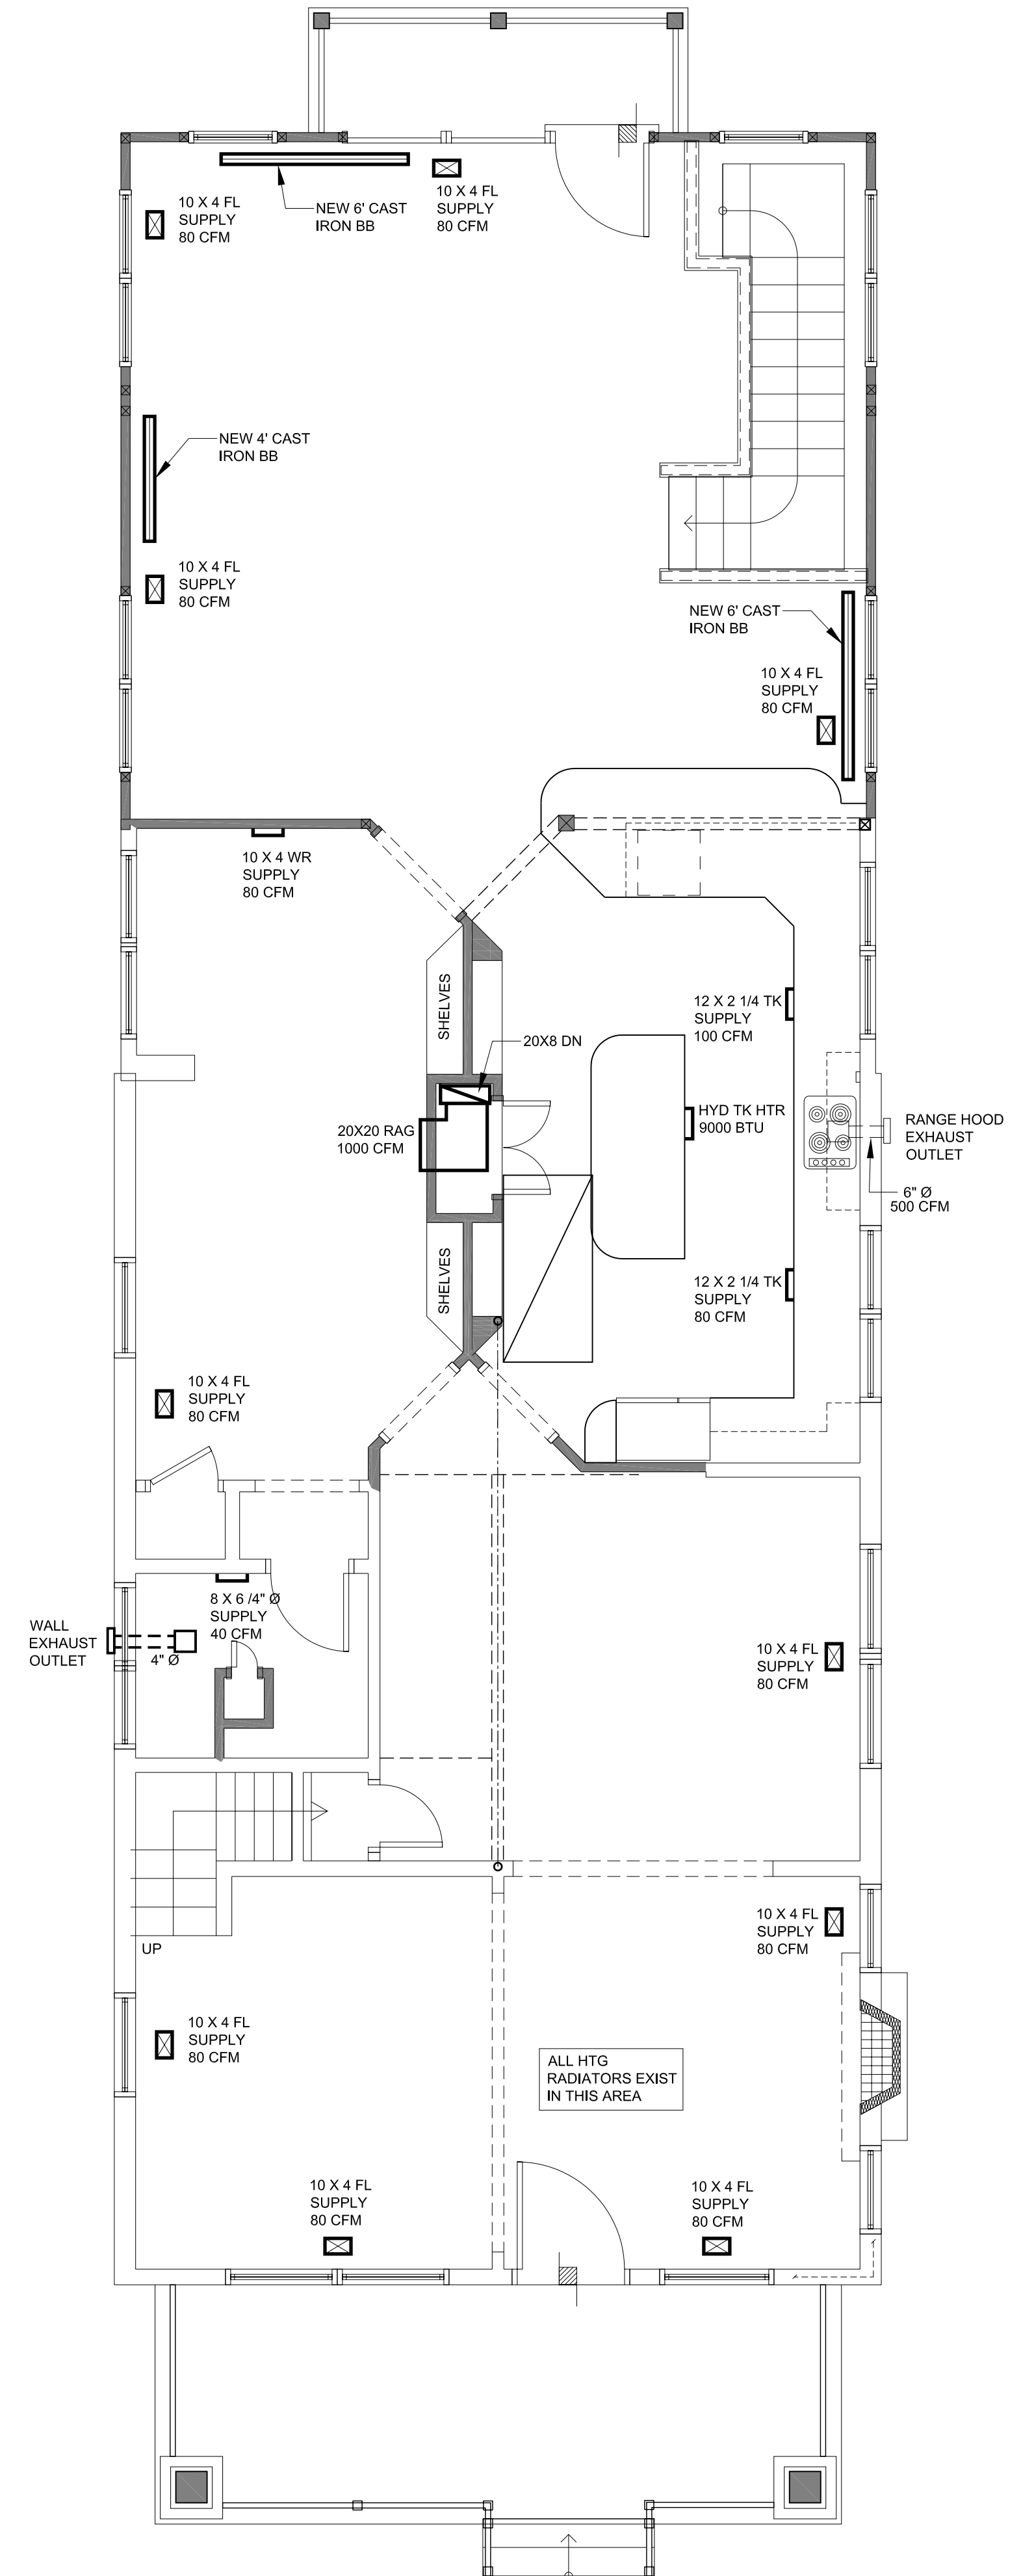 10 X 4 FL
SUPPLY
80 CFM
NEW 6' CAST
IRON BB
10 X 4 FL
SUPPLY
80 CFM
NEW 4' CAST
IRON BB
10 X 4 FL
SUPPLY
80 CFM
NEW 6' CAST
IRON BB
10 X 4 FL
SUPPLY
80 CFM
10 X 4 WR
SUPPLY
80 CFM
SHELVES
12 X 2 1/4 TK
SUPPLY
100 CFM
20X8 DN
20X20 RAG
1000 CFM
HYD TK HTR
9000 BTU
RANGE HOOD
EXHAUST
OUTLET
6" Ø
500 CFM
SHELVES
12 X 2 1/4 TK
SUPPLY
80 CFM
10 X 4 FL
SUPPLY
80 CFM
8 X 6 /4" Ø
SUPPLY
40 CFM
WALL
EXHAUST
OUTLET
4" Ø
10 X 4 FL
SUPPLY
80 CFM
10 X 4 FL
SUPPLY
80 CFM
UP
10 X 4 FL
SUPPLY
80 CFM
ALL HTG
RADIATORS EXIST
IN THIS AREA
10 X 4 FL
SUPPLY
80 CFM
10 X 4 FL
SUPPLY
80 CFM